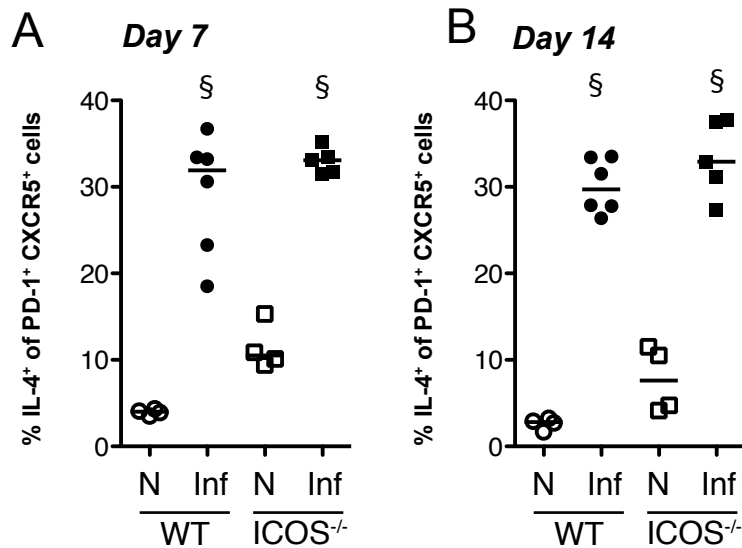 A
Day 7
§ §
% IL-4⁺ of PD-1⁺ CXCR5⁺ cells
40
30
20
10
0
N Inf N Inf
WT ICOS⁻/⁻
B
Day 14
§ §
% IL-4⁺ of PD-1⁺ CXCR5⁺ cells
40
30
20
10
0
N Inf N Inf
WT ICOS⁻/⁻